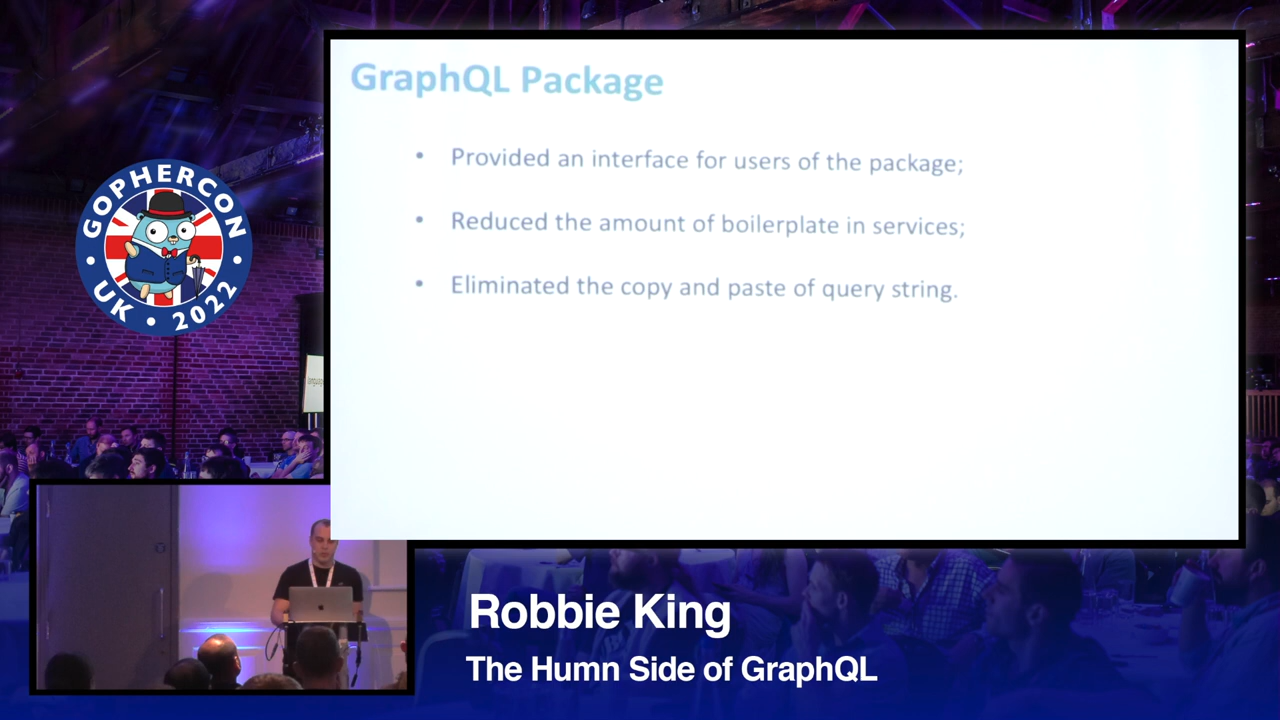 GraphQL Package
• Provided an interface for users of the package;
• Reduced the amount of boilerplate in services;
• Eliminated the copy and paste of query string.
GOPHERCON
• UK • 2022 •
Robbie King
The Humn Side of GraphQL